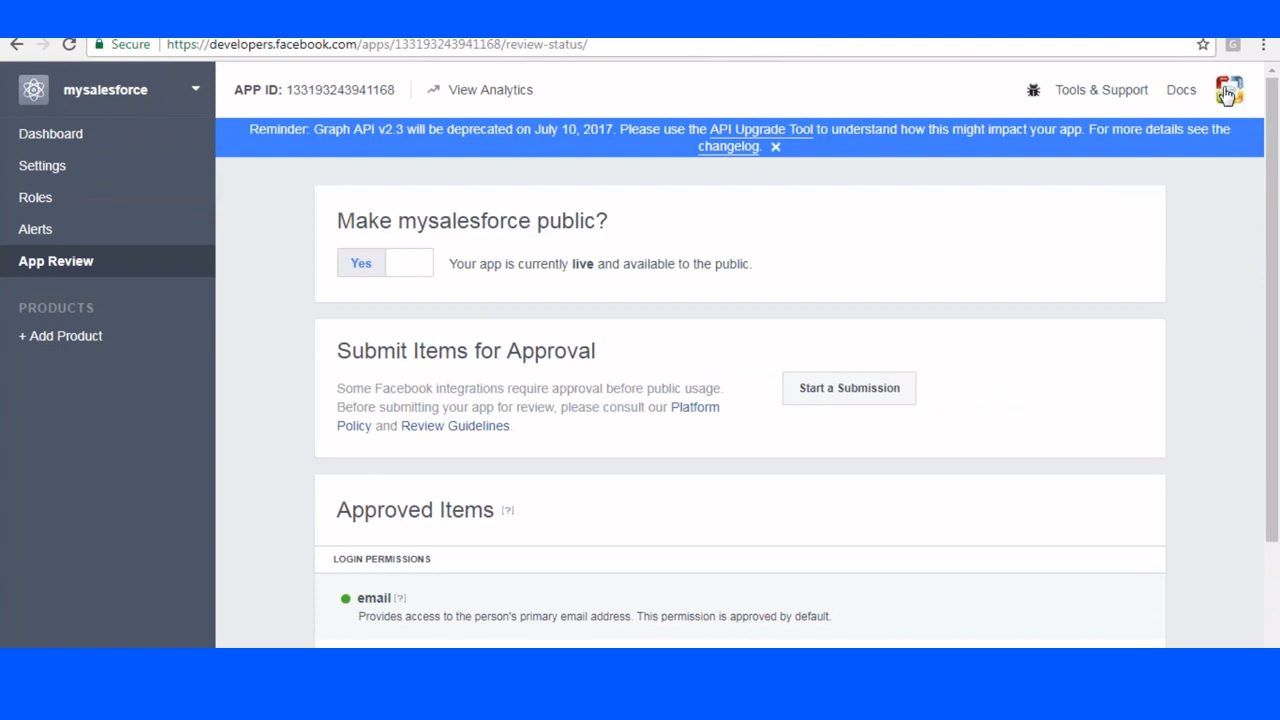 Secure https://developers.facebook.com/apps/133193243941168/review-status/
mysalesforce
APP ID: 133193243941168
View Analytics
Tools & Support
Docs
Dashboard
Settings
Roles
Alerts
App Review
PRODUCTS
+ Add Product
Reminder: Graph API v2.3 will be deprecated on July 10, 2017. Please use the API Upgrade Tool to understand how this might impact your app. For more details see the
changelog.
Make mysalesforce public?
Yes
Your app is currently live and available to the public.
Submit Items for Approval
Some Facebook integrations require approval before public usage.
Before submitting your app for review, please consult our Platform
Policy and Review Guidelines.
Start a Submission
Approved Items [?]
LOGIN PERMISSIONS
email [?]
Provides access to the person's primary email address. This permission is approved by default.